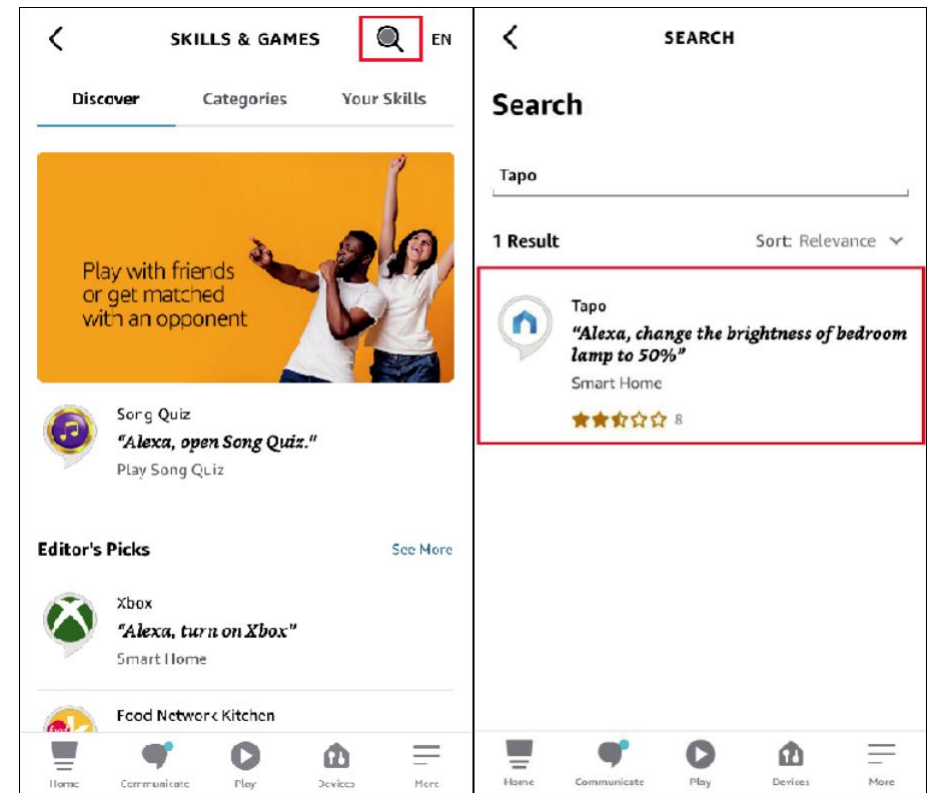 SKILLS & GAMES
EN
Discover
Categories
Your Skills
Play with friends
or get matched
with an opponent
Song Quiz
"Alexa, open Song Quiz."
Play Song Quiz
Editor's Picks
See More
Xbox
"Alexa, turn on Xbox"
Smart Home
Food Network Kitchen
food
Home
Communicate
Play
Devices
More
SEARCH
Search
Tapo
1 Result
Sort: Relevance
Tapo
"Alexa, change the brightness of bedroom
lamp to 50%"
Smart Home
8
Home
Communicate
Play
Devices
More